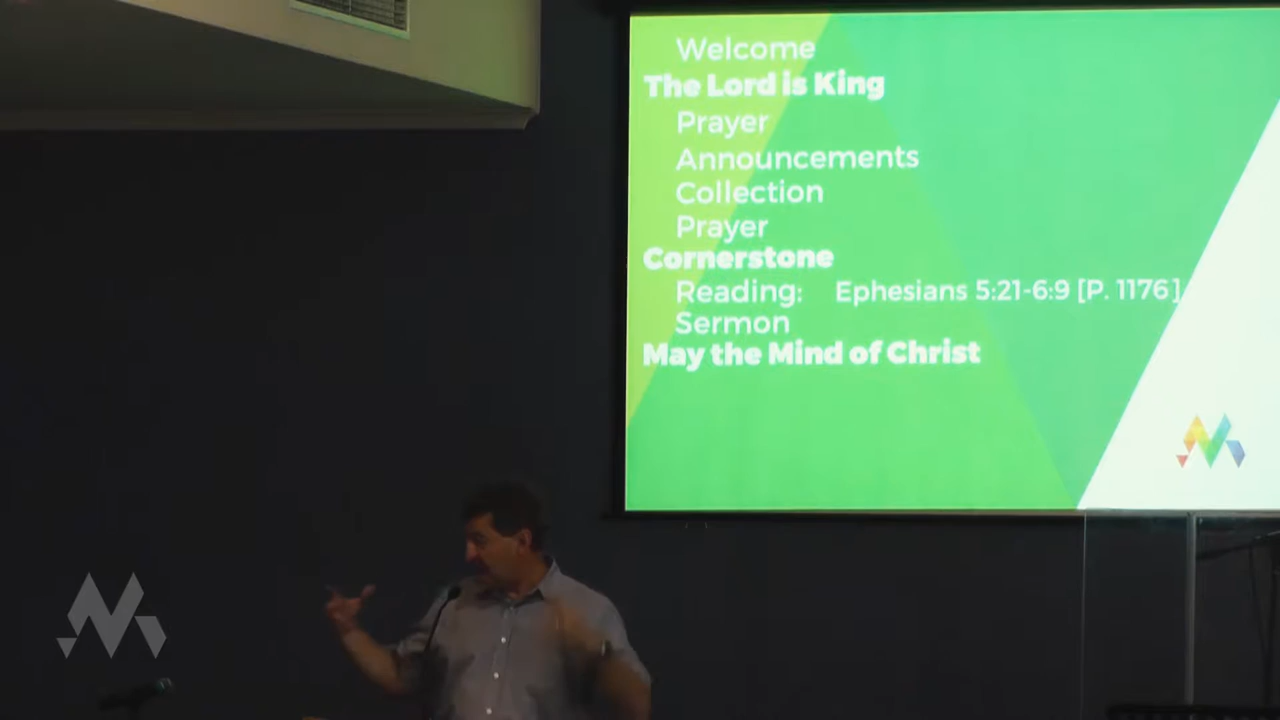 Welcome
The Lord is King
Prayer
Announcements
Collection
Prayer
Cornerstone
Reading: Ephesians 5:21-6:9 [P. 1176]
Sermon
May the Mind of Christ